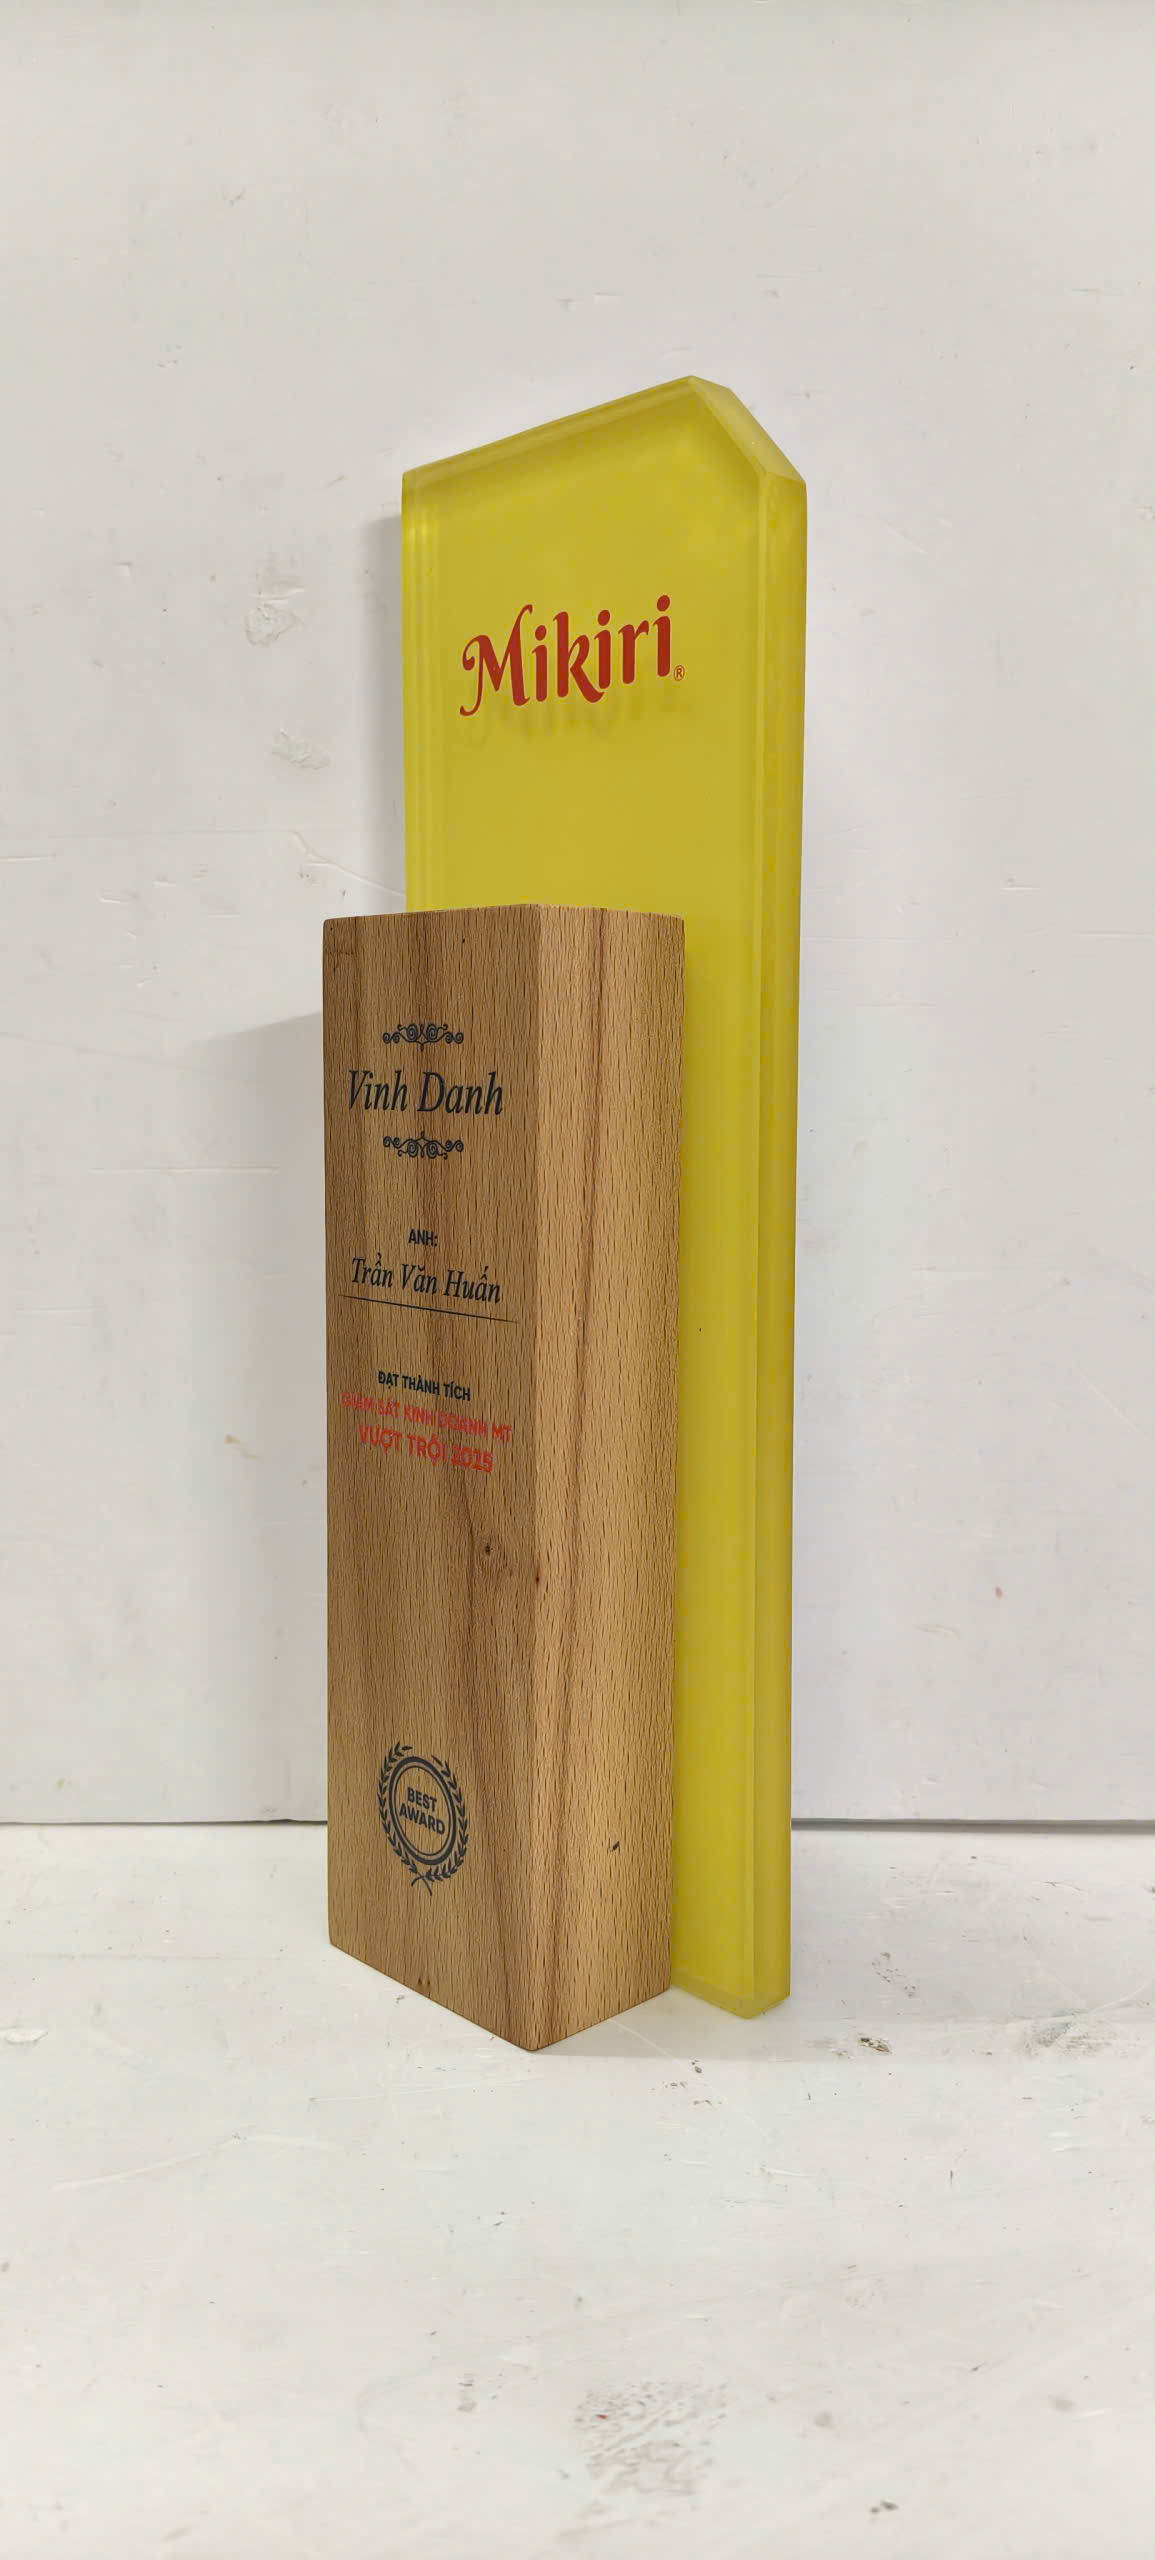 Mikiri®
Vinh Danh
ANH:
Trần Văn Huấn
ĐẠT THÀNH TÍCH
GIÁM SÁT KINH DOANH MT
VƯỢT TRỘI 2025
BEST
AWARD